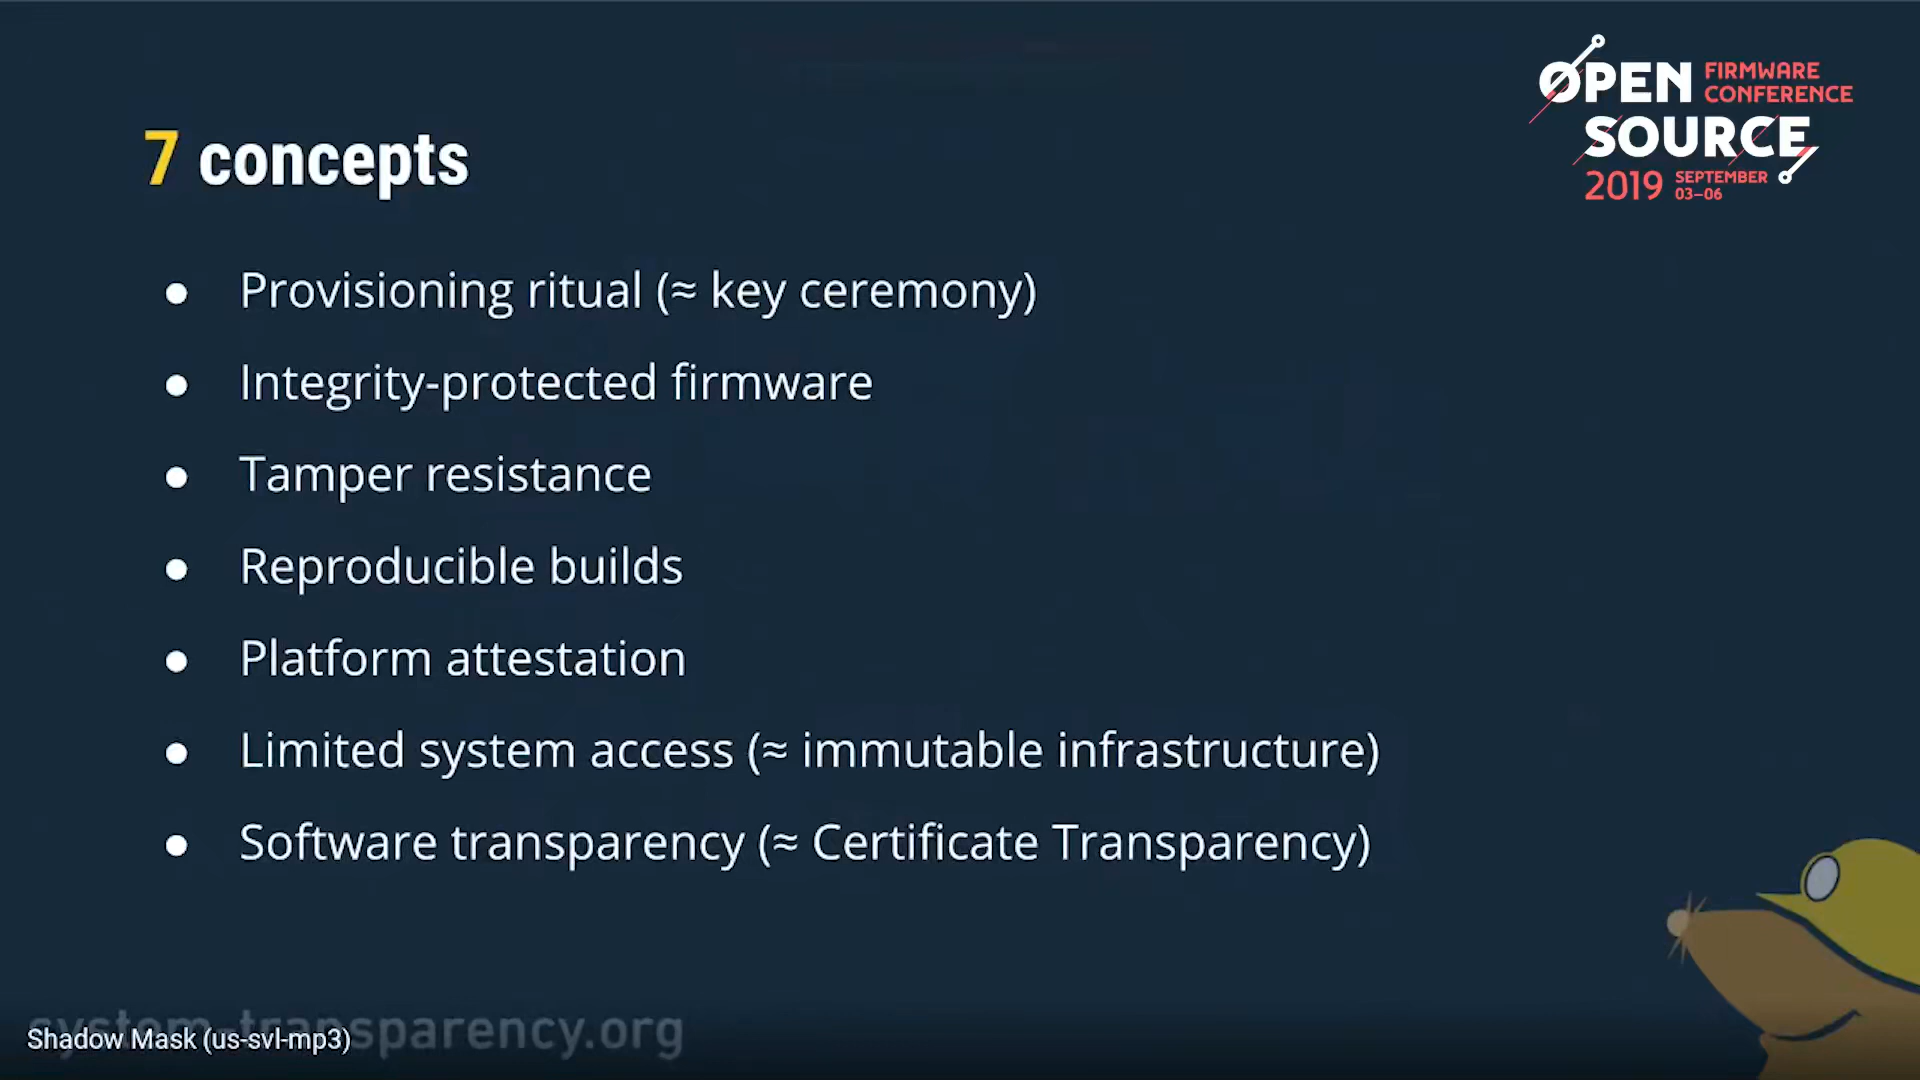 OPEN FIRMWARE CONFERENCE
SOURCE
2019 SEPTEMBER 03–06
7 concepts
● Provisioning ritual (≈ key ceremony)
● Integrity-protected firmware
● Tamper resistance
● Reproducible builds
● Platform attestation
● Limited system access (≈ immutable infrastructure)
● Software transparency (≈ Certificate Transparency)
system-transparency.org
Shadow Mask (us-svl-mp3)